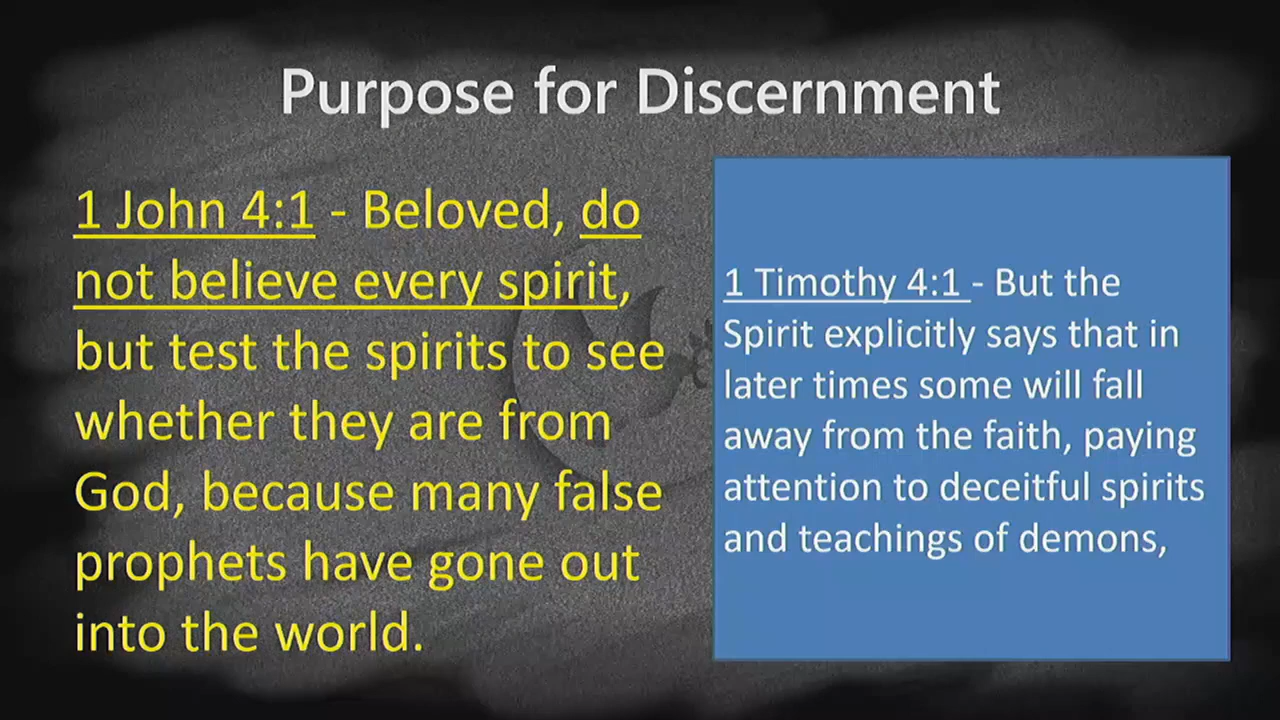 Purpose for Discernment
1 John 4:1 - Beloved, do
not believe every spirit,
but test the spirits to see
whether they are from
God, because many false
prophets have gone out
into the world.
1 Timothy 4:1 - But the
Spirit explicitly says that in
later times some will fall
away from the faith, paying
attention to deceitful spirits
and teachings of demons,